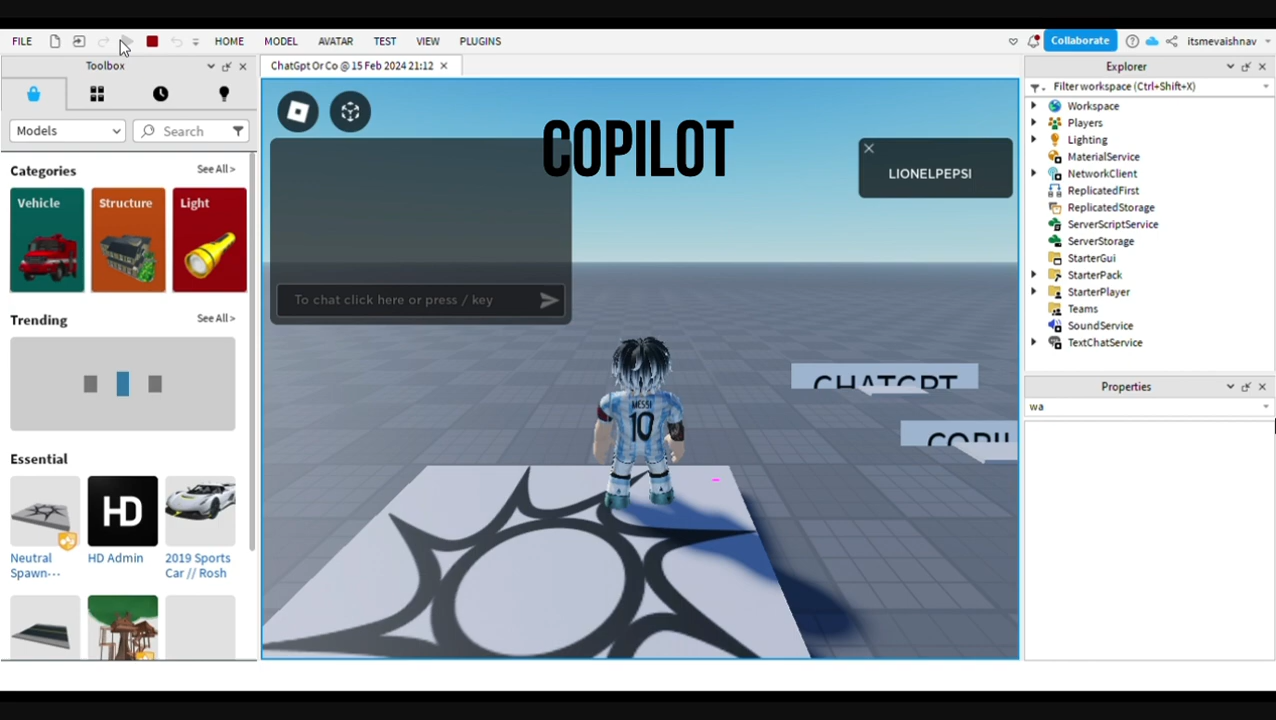 FILE HOME MODEL AVATAR TEST VIEW PLUGINS Collaborate itsmevaishnav
Toolbox
Models
Search
Categories See All >
Vehicle Structure Light
Trending See All >
Essential
HD
Neutral Spawn··· HD Admin 2019 Sports
Car // Rosh
ChatGpt Or Co @ 15 Feb 2024 21:12
COPILOT
LIONELPEPSI
To chat click here or press / key
MESSI
10
CHATGPT
COPIL
Explorer
Filter workspace (Ctrl+Shift+X)
Workspace
Players
Lighting
MaterialService
NetworkClient
ReplicatedFirst
ReplicatedStorage
ServerScriptService
ServerStorage
StarterGui
StarterPack
StarterPlayer
Teams
SoundService
TextChatService
Properties
wa